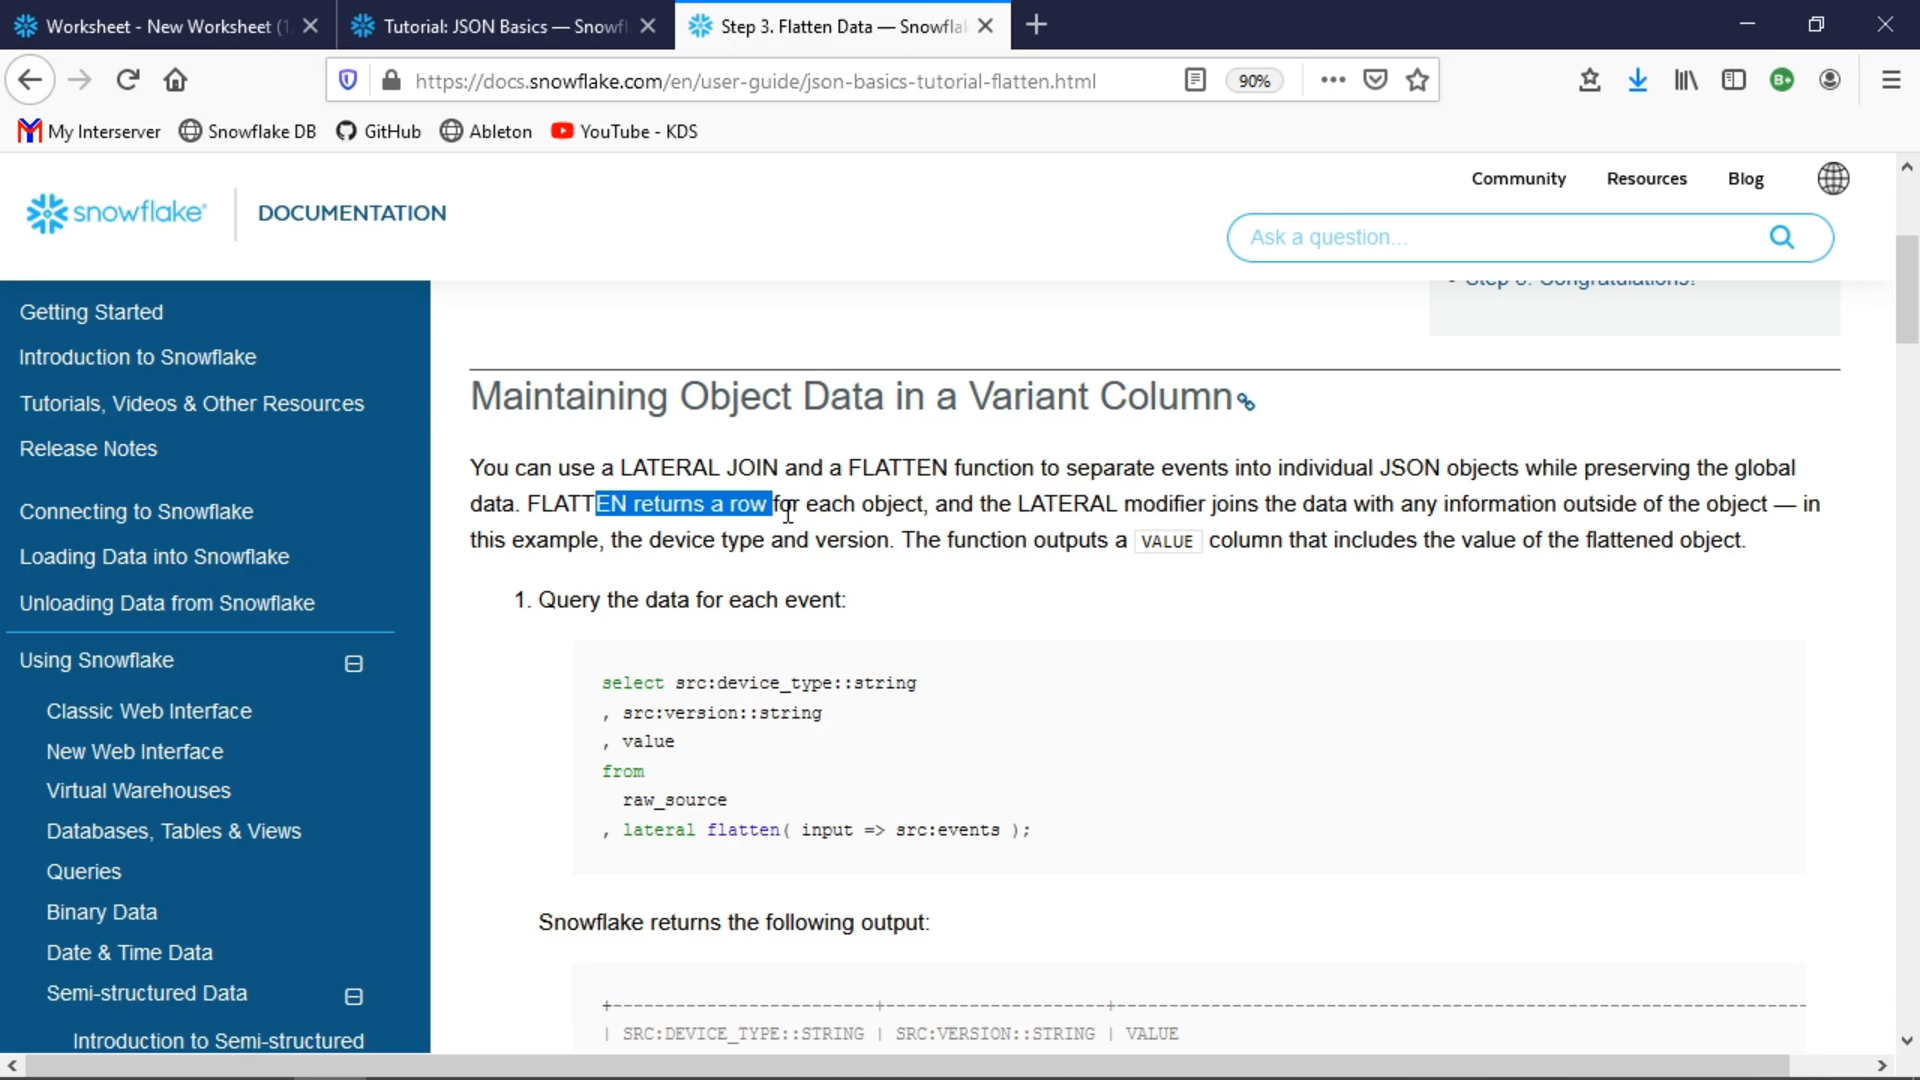 Worksheet - New Worksheet (1
Tutorial: JSON Basics — Snowfl
Step 3. Flatten Data — Snowflak
https://docs.snowflake.com/en/user-guide/json-basics-tutorial-flatten.html
90%
B+
My Interserver
Snowflake DB
GitHub
Ableton
YouTube - KDS
snowflake®
DOCUMENTATION
Community
Resources
Blog
Ask a question...
Getting Started
Introduction to Snowflake
Tutorials, Videos & Other Resources
Release Notes
Connecting to Snowflake
Loading Data into Snowflake
Unloading Data from Snowflake
Using Snowflake
Classic Web Interface
New Web Interface
Virtual Warehouses
Databases, Tables & Views
Queries
Binary Data
Date & Time Data
Semi-structured Data
Introduction to Semi-structured
Maintaining Object Data in a Variant Column
You can use a LATERAL JOIN and a FLATTEN function to separate events into individual JSON objects while preserving the global
data. FLATTEN returns a row for each object, and the LATERAL modifier joins the data with any information outside of the object — in
this example, the device type and version. The function outputs a VALUE column that includes the value of the flattened object.
1. Query the data for each event:
select src:device_type::string
, src:version::string
, value
from
raw_source
, lateral flatten( input => src:events );
Snowflake returns the following output:
+-------------------------+----------------------+------------------------------------------------------------------
| SRC:DEVICE_TYPE::STRING | SRC:VERSION::STRING | VALUE